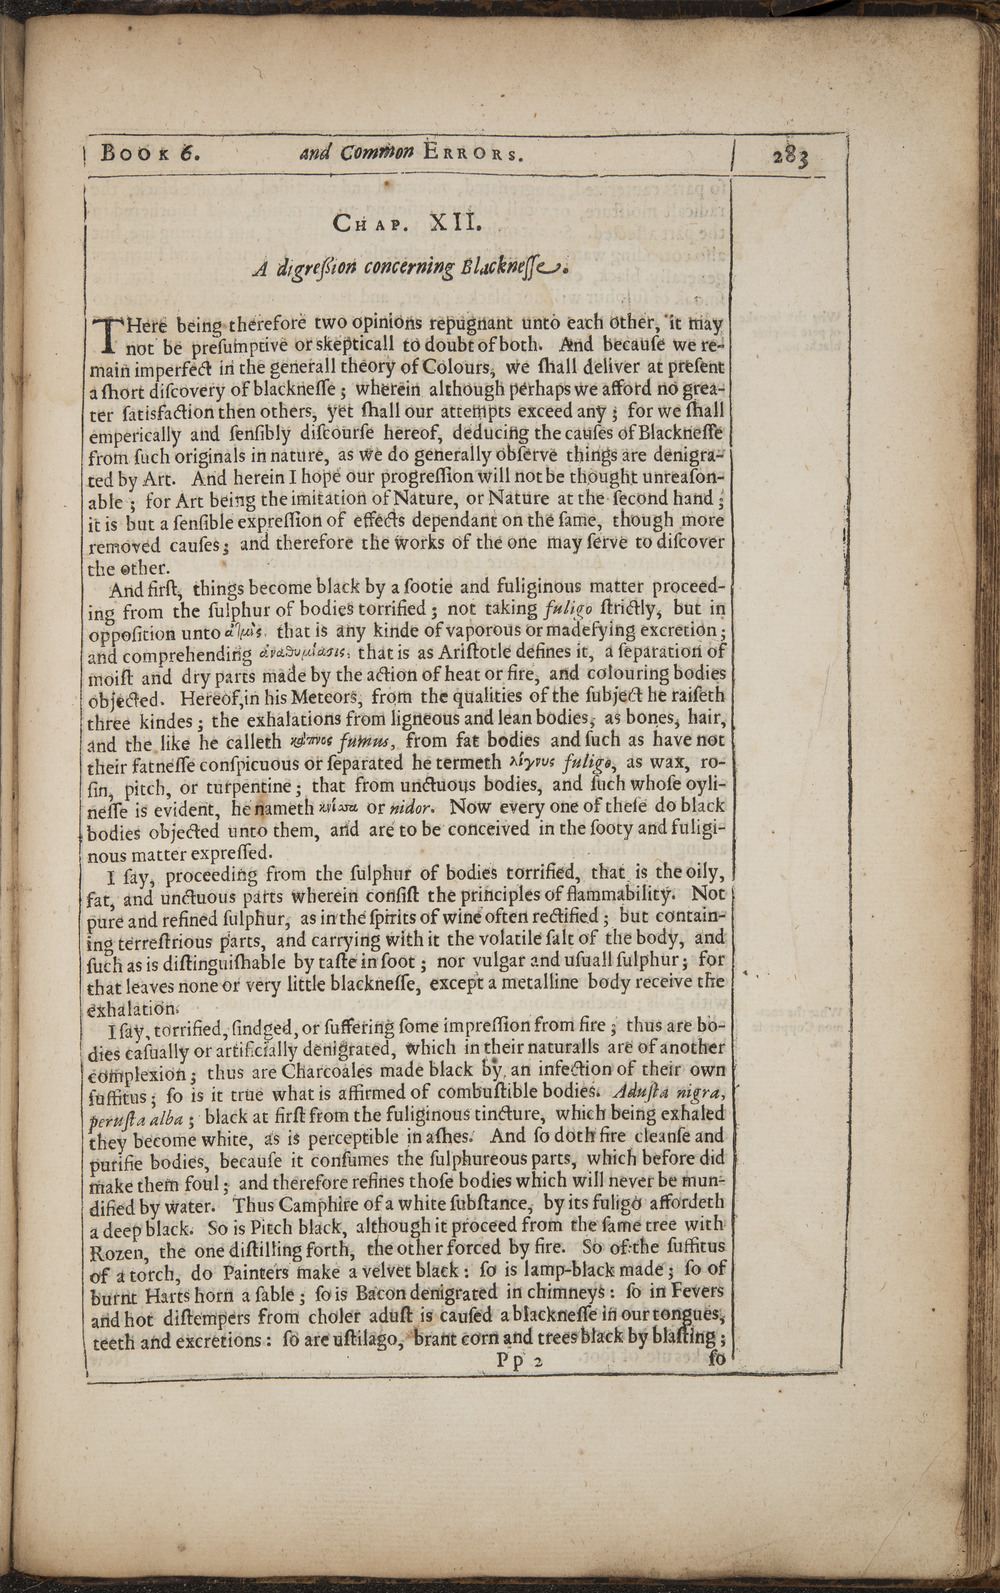 BOOK 6. and Common ERRORS. 283
CHAP. XII.
A digreſſion concerning Blackneſſe.
THere being therefore two opinions repugnant unto each other, it may
not be preſumptive or skepticall to doubt of both. And becauſe we re-
main imperfect in the generall theory of Colours, we ſhall deliver at preſent
a ſhort diſcovery of blackneſſe; wherein although perhaps we afford no grea-
ter ſatisfaction then others, yet ſhall our attempts exceed any; for we ſhall
emperically and ſenſibly diſcourſe hereof, deducing the cauſes of Blackneſſe
from ſuch originals in nature, as we do generally obſerve things are denigra-
ted by Art. And herein I hope our progreſſion will not be thought unreaſon-
able; for Art being the imitation of Nature, or Nature at the ſecond hand;
it is but a ſenſible expreſſion of effects dependant on the ſame, though more
removed cauſes; and therefore the works of the one may ſerve to diſcover
the other.
And firſt, things become black by a ſootie and fuliginous matter proceed-
ing from the ſulphur of bodies torrified; not taking fuligo ſtrictly, but in
oppoſition unto ἀτμὶς, that is any kinde of vaporous or madefying excretion;
and comprehending ἀναθυμίασις, that is as Ariſtotle defines it, a ſeparation of
moiſt and dry parts made by the action of heat or fire, and colouring bodies
objected. Hereof, in his Meteors, from the qualities of the ſubject he raiſeth
three kindes; the exhalations from ligneous and lean bodies, as bones, hair,
and the like he calleth κάπνος fumus, from fat bodies and ſuch as have not
their fatneſſe conſpicuous or ſeparated he termeth λίγνυς fuligo, as wax, ro-
ſin, pitch, or turpentine; that from unctuous bodies, and ſuch whoſe oyli-
neſſe is evident, he nameth κνίσσα or nidor. Now every one of theſe do black
bodies objected unto them, and are to be conceived in the ſooty and fuligi-
nous matter expreſſed.
I ſay, proceeding from the ſulphur of bodies torrified, that is the oily,
fat, and unctuous parts wherein conſiſt the principles of flammability. Not
pure and refined ſulphur, as in the ſpirits of wine often rectified; but contain-
ing terreſtrious parts, and carrying with it the volatile ſalt of the body, and
ſuch as is diſtinguiſhable by taſte in ſoot; nor vulgar and uſuall ſulphur; for
that leaves none or very little blackneſſe, except a metalline body receive the
exhalation.
I ſay, torrified, ſindged, or ſuffering ſome impreſſion from fire; thus are bo-
dies caſually or artificially denigrated, which in their naturalls are of another
complexion; thus are Charcoales made black by an infection of their own
ſuffitus; ſo is it true what is affirmed of combuſtible bodies. Aduſta nigra,
peruſta alba; black at firſt from the fuliginous tincture, which being exhaled
they become white, as is perceptible in aſhes. And ſo doth fire cleanſe and
purifie bodies, becauſe it conſumes the ſulphureous parts, which before did
make them foul; and therefore refines thoſe bodies which will never be mun-
dified by water. Thus Camphire of a white ſubſtance, by its fuligo affordeth
a deep black. So is Pitch black, although it proceed from the ſame tree with
Rozen, the one diſtilling forth, the other forced by fire. So of the ſuffitus
of a torch, do Painters make a velvet black: ſo is lamp-black made; ſo of
burnt Harts horn a ſable; ſo is Bacon denigrated in chimneys: ſo in Fevers
and hot diſtempers from choler aduſt is cauſed a blackneſſe in our tongues,
teeth and excretions: ſo are uſtilago, brant corn and trees black by blaſting;
Pp 2 ſo